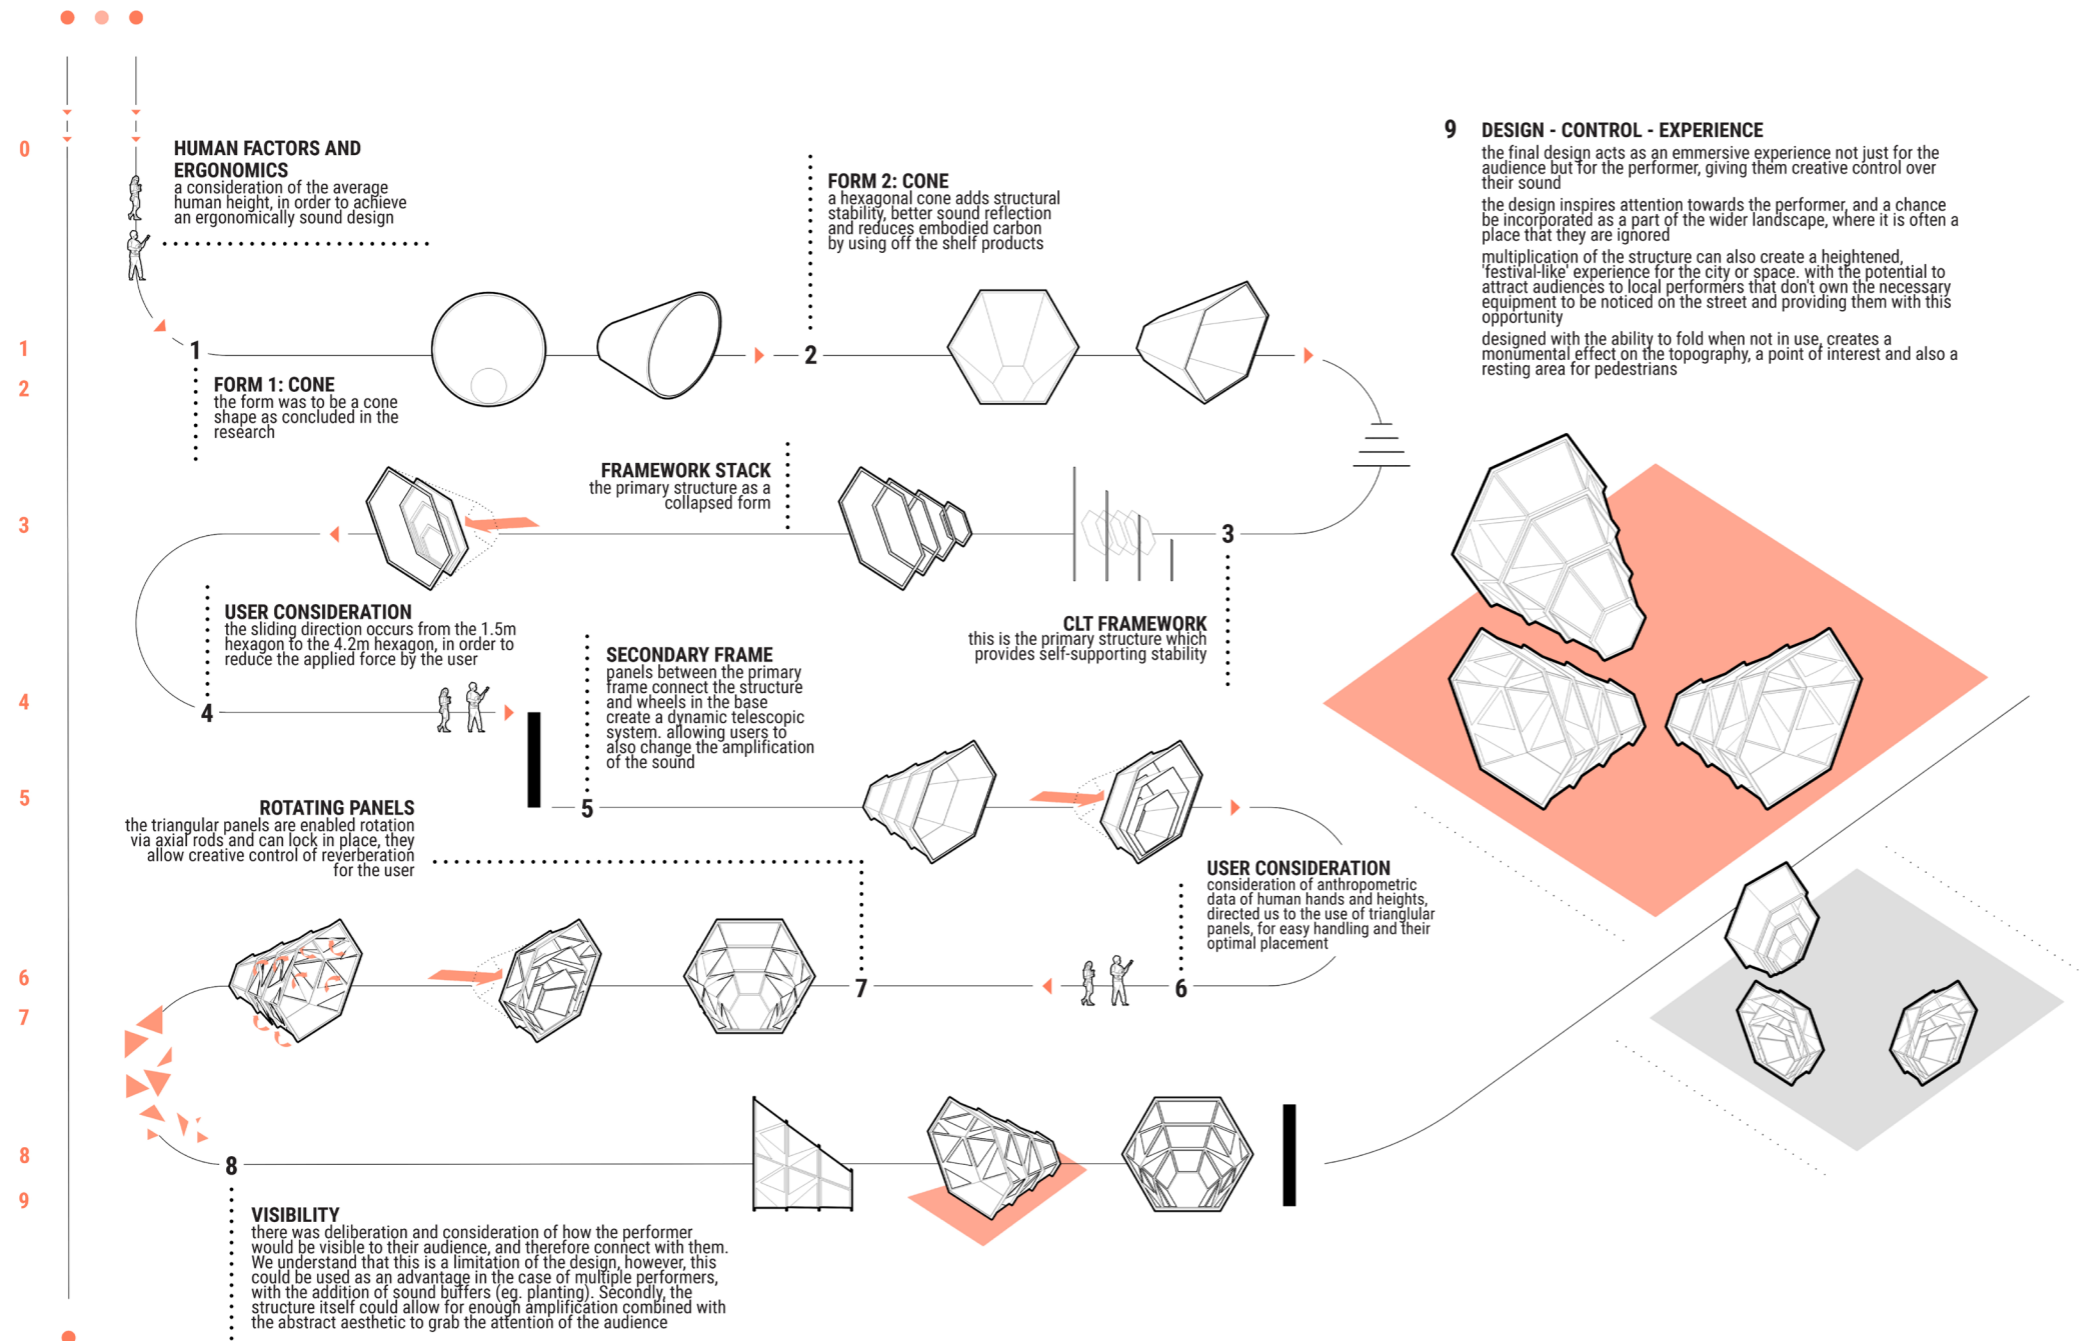 0
HUMAN FACTORS AND
ERGONOMICS
a consideration of the average
human height, in order to achieve
an ergonomically sound design
1
FORM 1: CONE
the form was to be a cone
shape as concluded in the
research
2
FORM 2: CONE
a hexagonal cone adds structural
stability, better sound reflection
and reduces embodied carbon
by using off the shelf products
1
2
3
3
CLT FRAMEWORK
this is the primary structure which
provides self-supporting stability
FRAMEWORK STACK
the primary structure as a
collapsed form
4
4
USER CONSIDERATION
the sliding direction occurs from the 1.5m
hexagon to the 4.2m hexagon, in order to
reduce the applied force by the user
5
5
SECONDARY FRAME
panels between the primary
frame connect the structure
and wheels in the base
create a dynamic telescopic
system. allowing users to
also change the amplification
of the sound
6
6
USER CONSIDERATION
consideration of anthropometric
data of human hands and heights,
directed us to the use of trianglular
panels, for easy handling and their
optimal placement
7
7
ROTATING PANELS
the triangular panels are enabled rotation
via axial rods and can lock in place, they
allow creative control of reverberation
for the user
8
9
8
VISIBILITY
there was deliberation and consideration of how the performer
would be visible to their audience, and therefore connect with them.
We understand that this is a limitation of the design, however, this
could be used as an advantage in the case of multiple performers,
with the addition of sound buffers (eg. planting). Secondly, the
structure itself could allow for enough amplification combined with
the abstract aesthetic to grab the attention of the audience
9 DESIGN - CONTROL - EXPERIENCE
the final design acts as an emmersive experience not just for the
audience but for the performer, giving them creative control over
their sound
the design inspires attention towards the performer, and a chance
be incorporated as a part of the wider landscape, where it is often a
place that they are ignored
multiplication of the structure can also create a heightened,
'festival-like' experience for the city or space. with the potential to
attract audiences to local performers that don't own the necessary
equipment to be noticed on the street and providing them with this
opportunity
designed with the ability to fold when not in use, creates a
monumental effect on the topography, a point of interest and also a
resting area for pedestrians